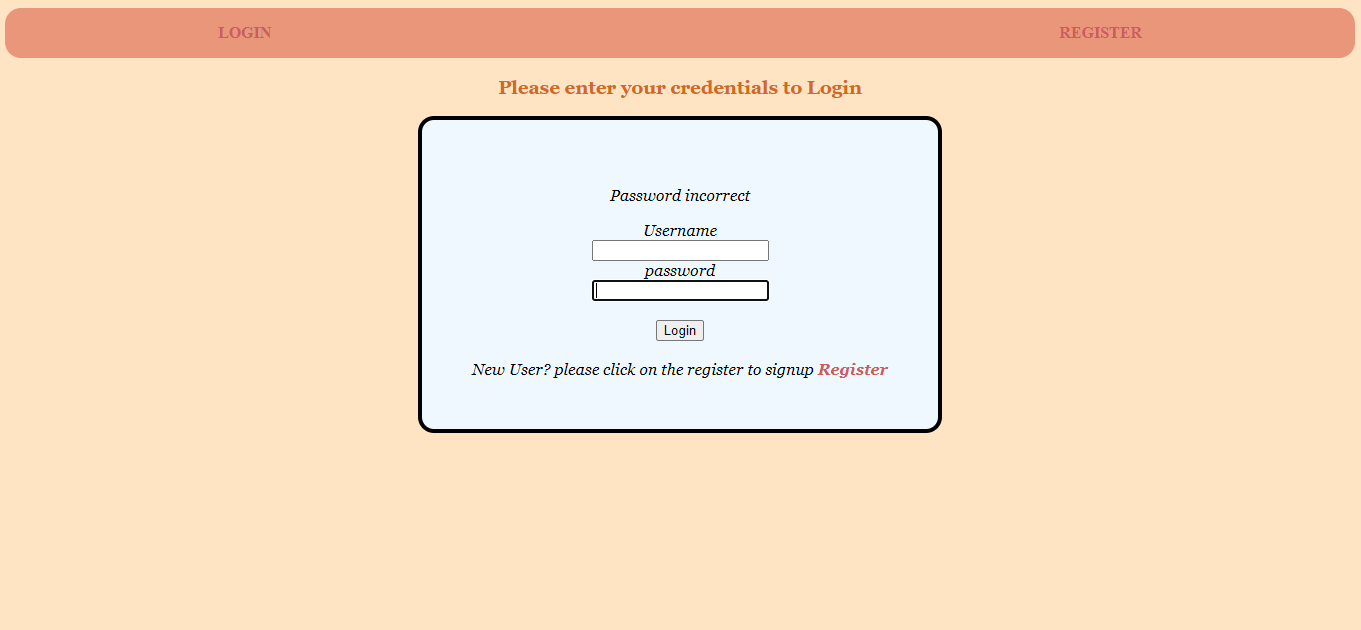 LOGIN REGISTER
Please enter your credentials to Login
Password incorrect
Username
password
Login
New User? please click on the register to signup Register